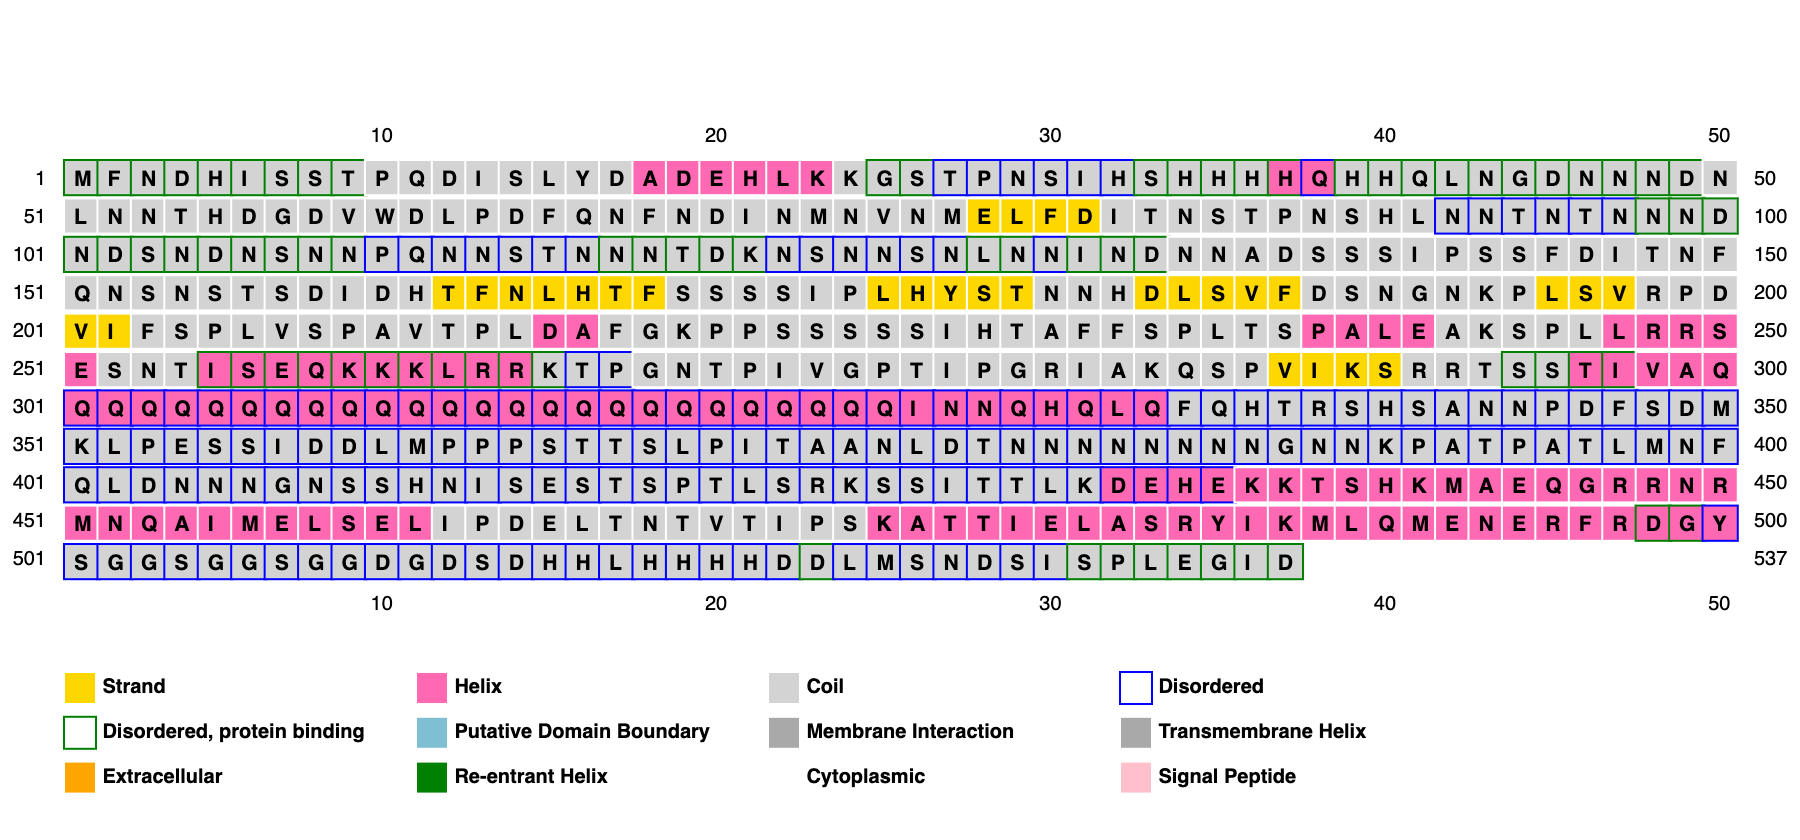 10 20 30 40 50
1 M F N D H I S S T P Q D I S L Y D A D E H L K K G S T P N S I H S H H H H Q H H Q L N G D N N N D N 50
51 L N N T H D G D V W D L P D F Q N F N D I N M N V N M E L F D I T N S T P N S H L N N T N T N N N D 100
101 N D S N D N S N N P Q N N S T N N N T D K N S N N S N L N N I N D N N A D S S S I P S S F D I T N F 150
151 Q N S N S T S D I D H T F N L H T F S S S S I P L H Y S T N N H D L S V F D S N G N K P L S V R P D 200
201 V I F S P L V S P A V T P L D A F G K P P S S S S S I H T A F F S P L T S P A L E A K S P L L R R S 250
251 E S N T I S E Q K K K L R R K T P G N T P I V G P T I P G R I A K Q S P V I K S R R T S S T I V A Q 300
301 Q Q Q Q Q Q Q Q Q Q Q Q Q Q Q Q Q Q Q Q Q Q Q Q Q I N N Q H Q L Q F Q H T R S H S A N N P D F S D M 350
351 K L P E S S I D D L M P P P S T T S L P I T A A N L D T N N N N N N N N G N N K P A T P A T L M N F 400
401 Q L D N N N G N S S H N I S E S T S P T L S R K S S I T T L K D E H E K K T S H K M A E Q G R R N R 450
451 M N Q A I M E L S E L I P D E L T N T V T I P S K A T T I E L A S R Y I K M L Q M E N E R F R D G Y 500
501 S G G S G G S G G D G D S D H H L H H H H D D L M S N D S I S P L E G I D 537
10 20 30 40 50
Strand Helix Coil Disordered
Disordered, protein binding Putative Domain Boundary Membrane Interaction Transmembrane Helix
Extracellular Re-entrant Helix Cytoplasmic Signal Peptide